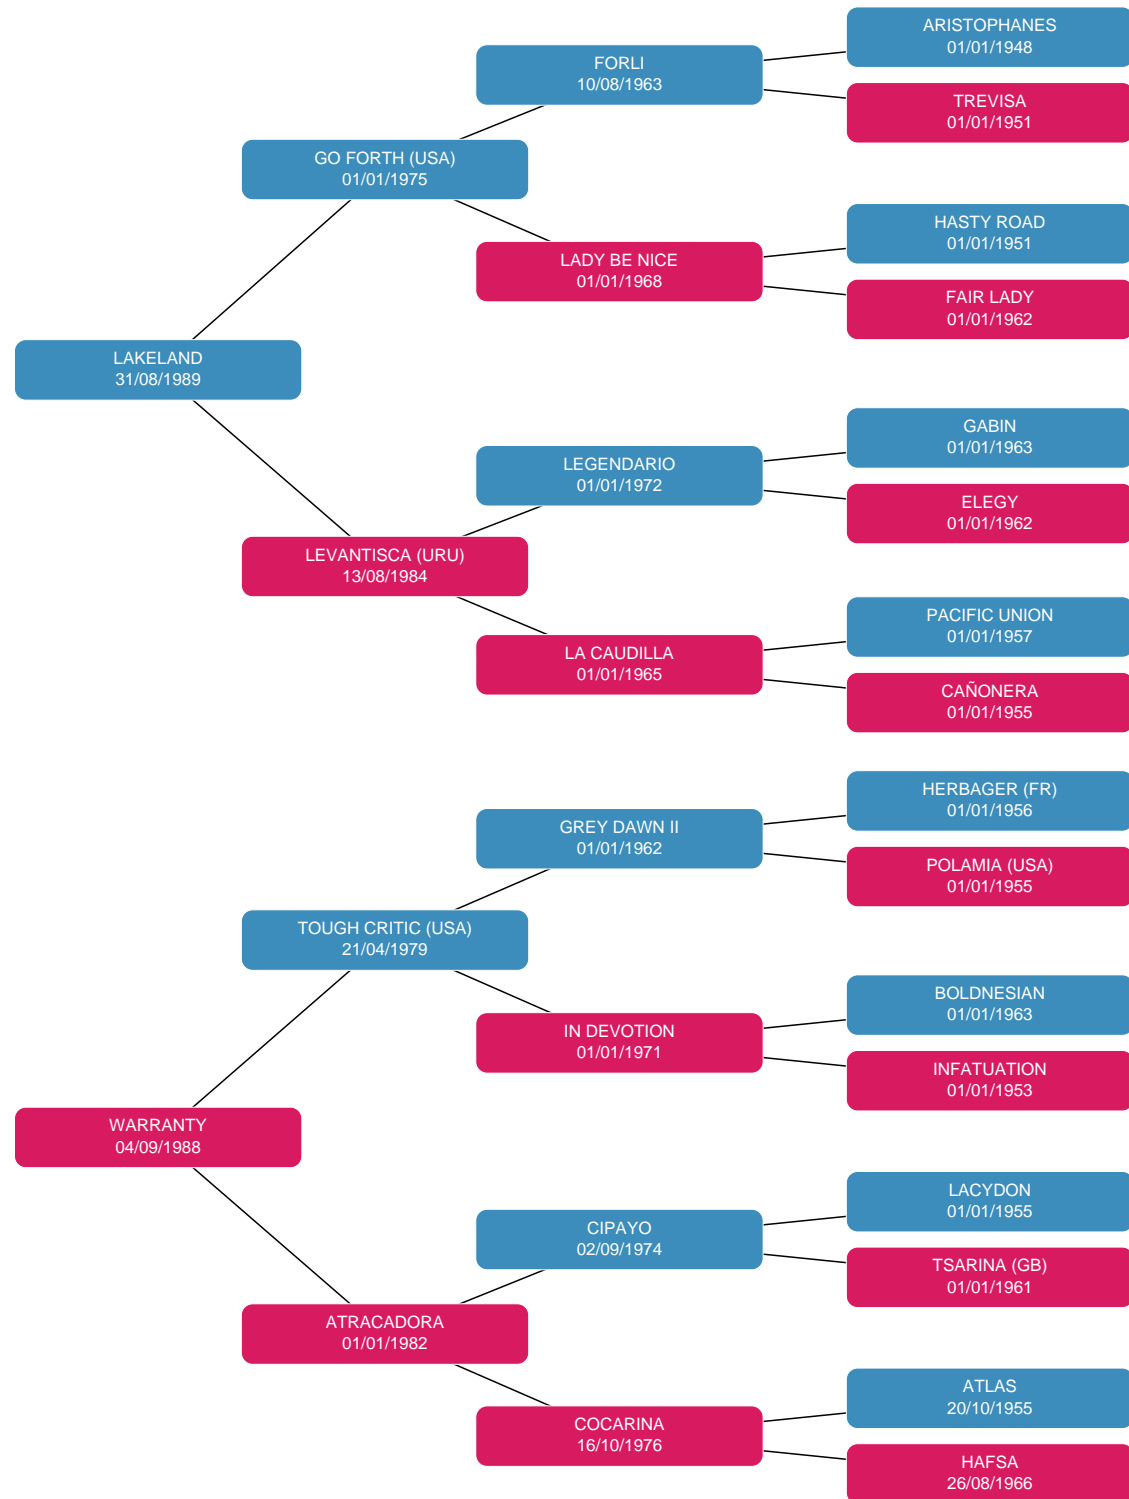 ARISTOPHANES
01/01/1948
FORLI
10/08/1963
TREVISA
01/01/1951
GO FORTH (USA)
01/01/1975
HASTY ROAD
01/01/1951
LADY BE NICE
01/01/1968
FAIR LADY
01/01/1962
LAKELAND
31/08/1989
GABIN
01/01/1963
LEGENDARIO
01/01/1972
ELEGY
01/01/1962
LEVANTISCA (URU)
13/08/1984
PACIFIC UNION
01/01/1957
LA CAUDILLA
01/01/1965
CAÑONERA
01/01/1955
HERBAGER (FR)
01/01/1956
GREY DAWN II
01/01/1962
POLAMIA (USA)
01/01/1955
TOUGH CRITIC (USA)
21/04/1979
BOLDNESIAN
01/01/1963
IN DEVOTION
01/01/1971
INFATUATION
01/01/1953
WARRANTY
04/09/1988
LACYDON
01/01/1955
CIPAYO
02/09/1974
TSARINA (GB)
01/01/1961
ATRACADORA
01/01/1982
ATLAS
20/10/1955
COCARINA
16/10/1976
HAFSA
26/08/1966